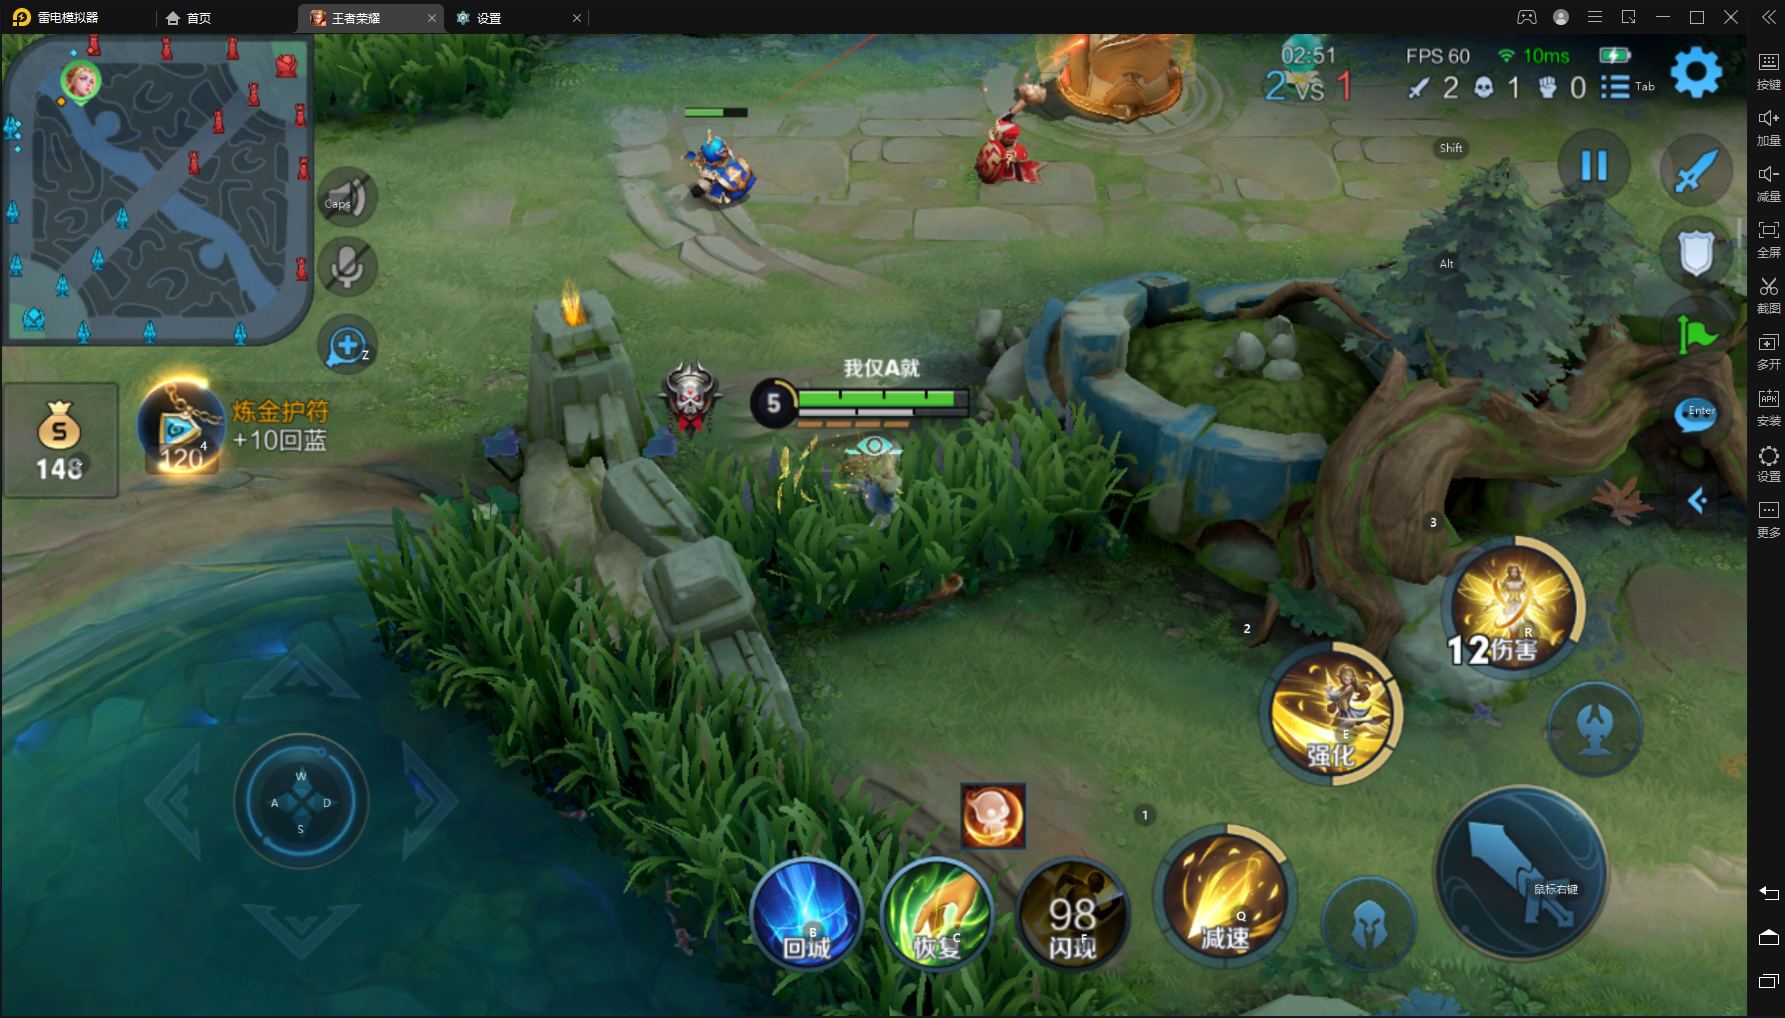 雷电模拟器
首页
王者荣耀
设置
02:51
2 VS 1
FPS 60
10ms
2
1
0
Tab
Caps
Z
Shift
Alt
Enter
按键
加量
减量
全屏
截图
多开
APK
安装
设置
更多
S
148
炼金护符
+10回蓝
120
4
我仅A就
5
3
2
1
R
12伤害
E
强化
Q
减速
鼠标右键
W
A
D
S
B
回城
C
恢复
98
F
闪现